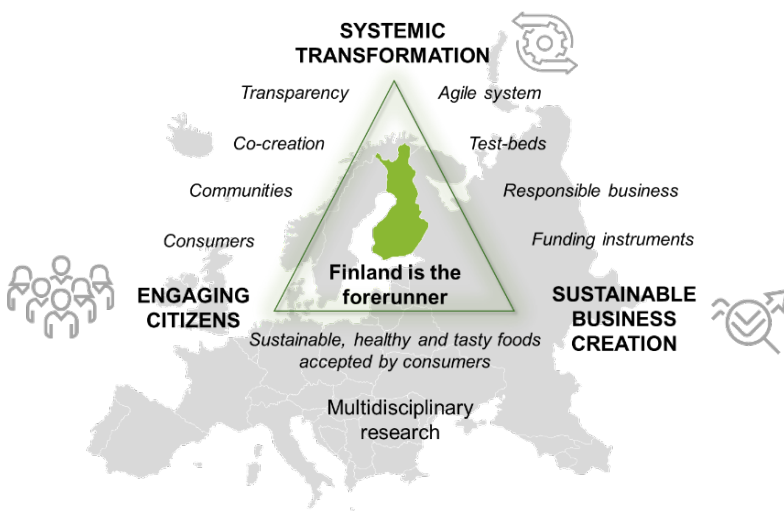 SYSTEMIC
TRANSFORMATION
Transparency
Agile system
Co-creation
Test-beds
Communities
Responsible business
Consumers
Funding instruments
Finland is the
forerunner
ENGAGING
CITIZENS
SUSTAINABLE
BUSINESS
CREATION
Sustainable, healthy and tasty foods
accepted by consumers
Multidisciplinary
research